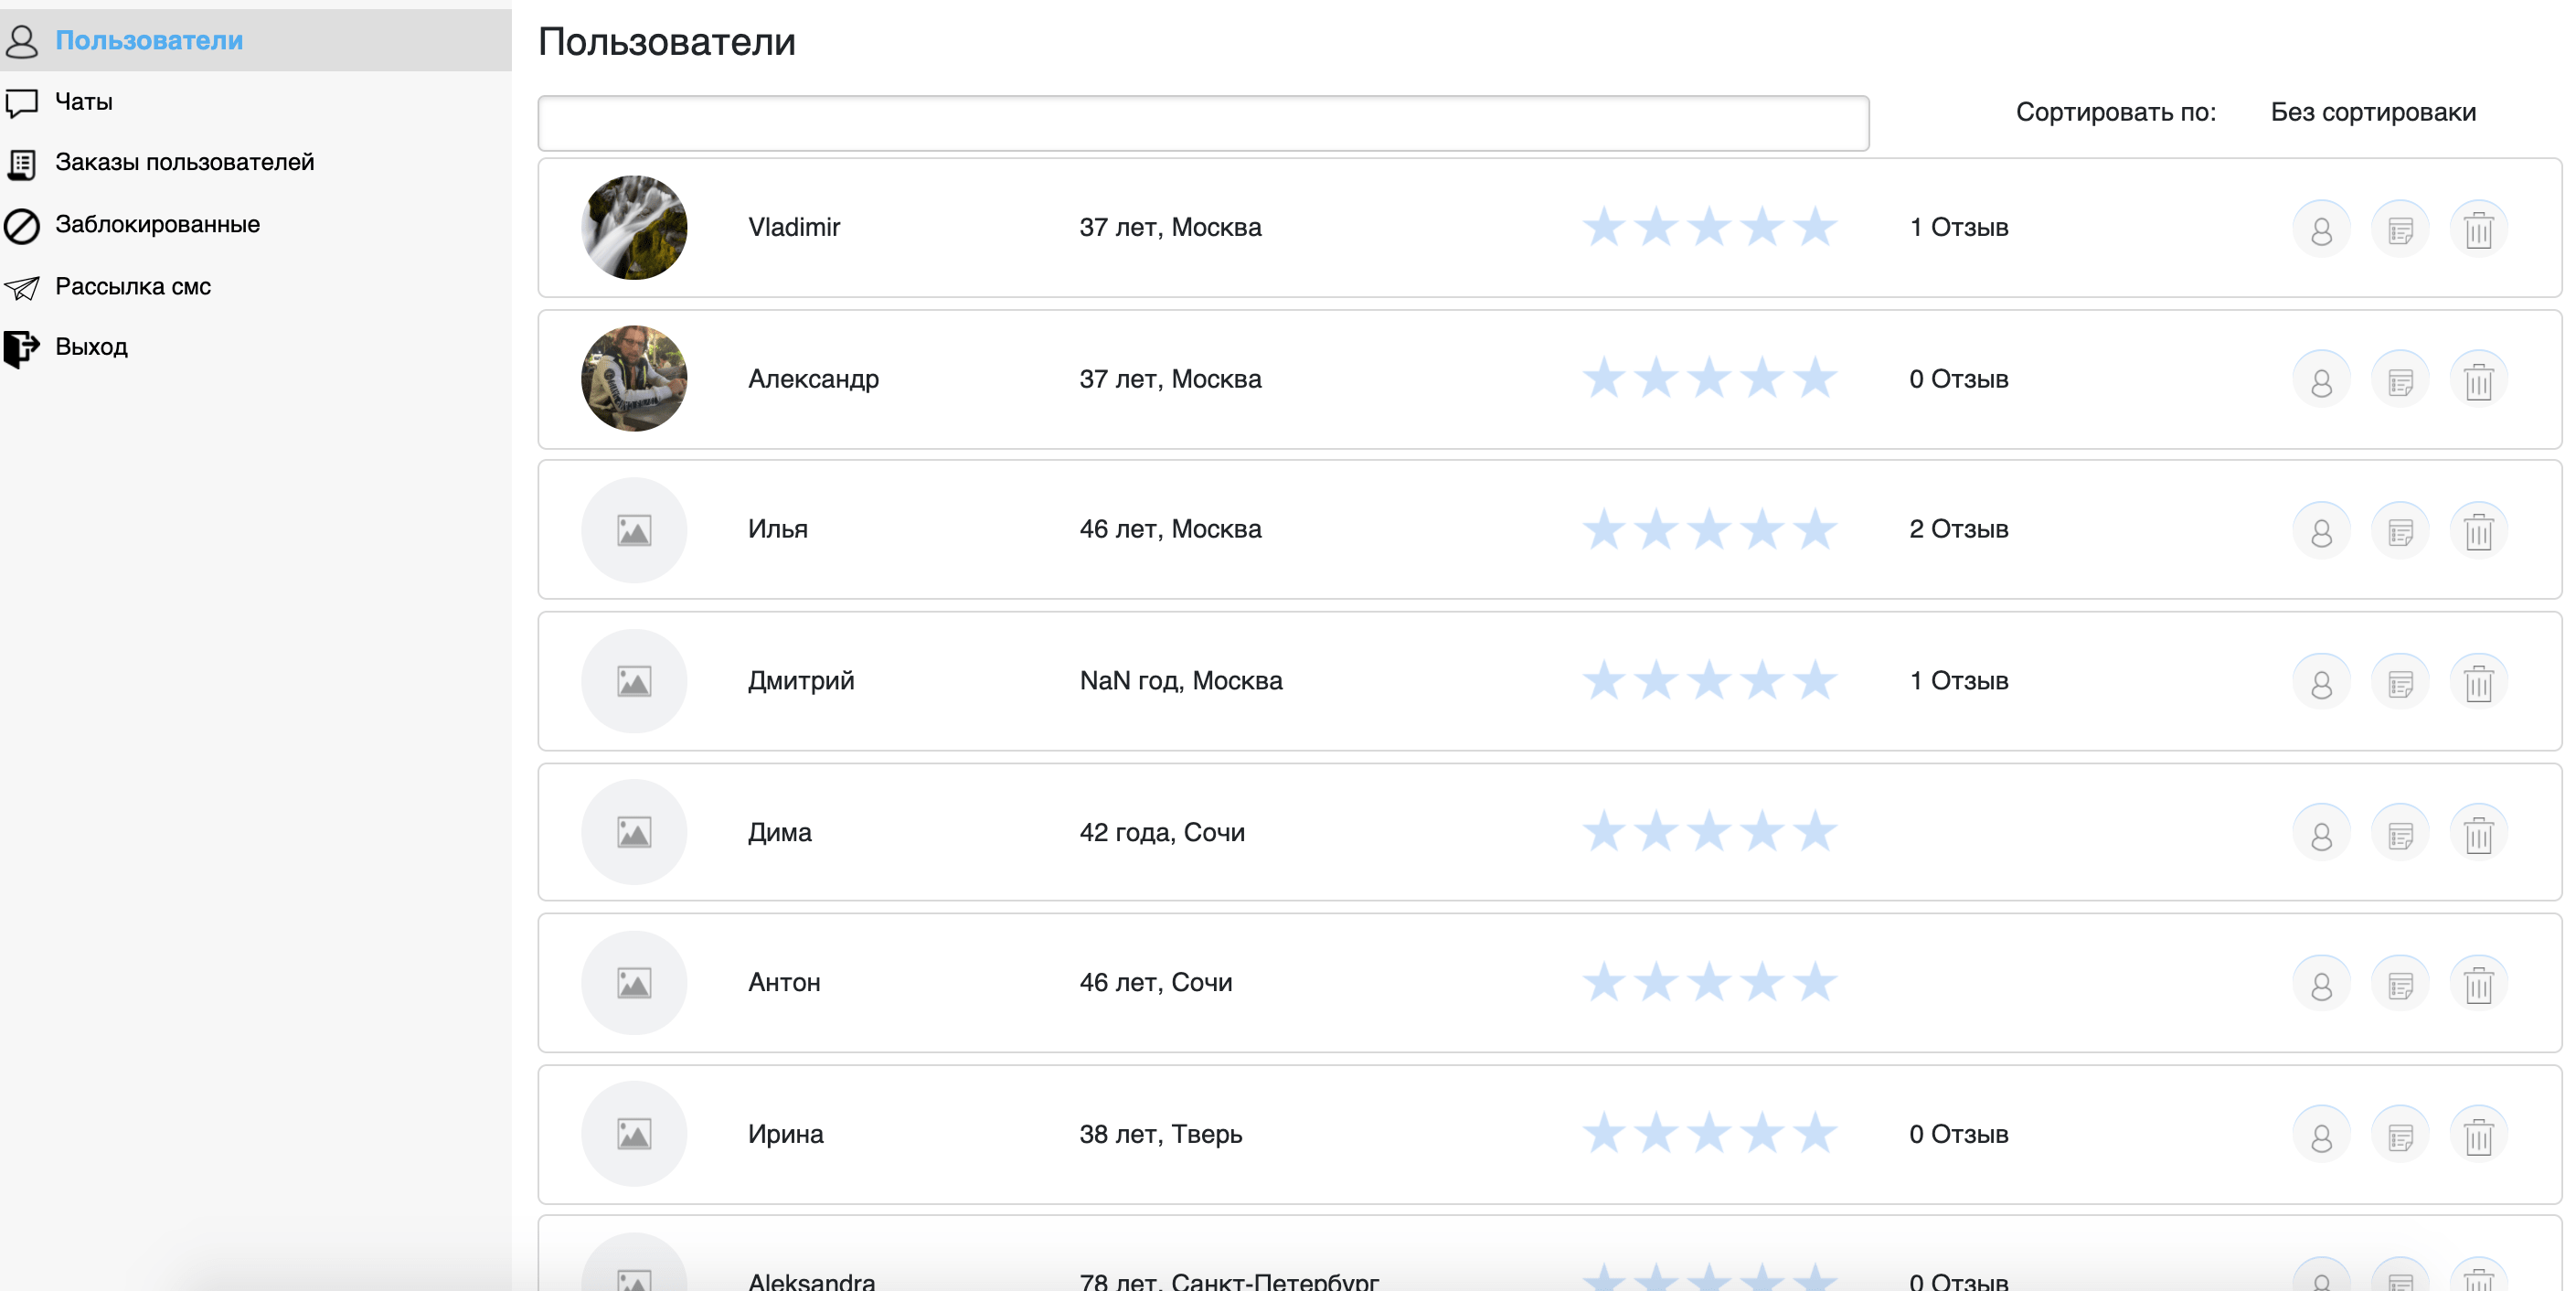 Пользователи
Чаты
Заказы пользователей
Заблокированные
Рассылка смс
Выход
Пользователи
Сортировать по: Без сортироваки
Vladimir 37 лет, Москва 1 Отзыв
Александр 37 лет, Москва 0 Отзыв
Илья 46 лет, Москва 2 Отзыв
Дмитрий NaN год, Москва 1 Отзыв
Дима 42 года, Сочи
Антон 46 лет, Сочи
Ирина 38 лет, Тверь 0 Отзыв
Aleksandra 78 лет, Санкт-Петербург 0 Отзыв